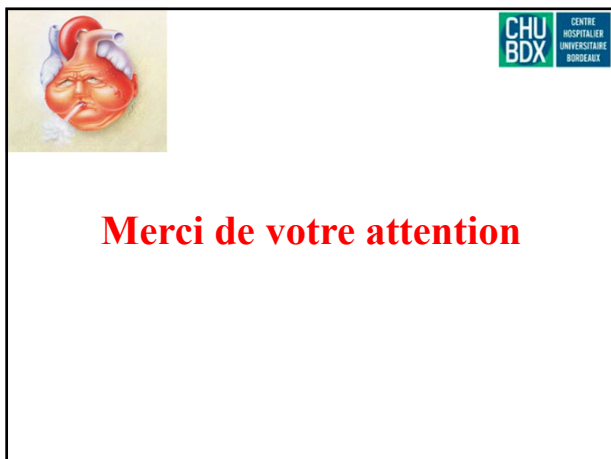 CHU
BDX
CENTRE
HOSPITALIER
UNIVERSITAIRE
BORDEAUX
Merci de votre attention